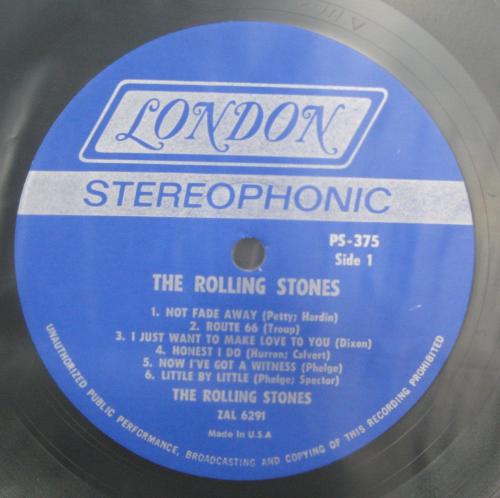 LONDON
STEREOPHONIC
PS-375
Side 1
THE ROLLING STONES
1. NOT FADE AWAY (Petty; Hardin)
2. ROUTE 66 (Troup)
3. I JUST WANT TO MAKE LOVE TO YOU (Dixon)
4. HONEST I DO (Hurran; Calvert)
5. NOW I'VE GOT A WITNESS (Phelge)
6. LITTLE BY LITTLE (Phelge; Spector)
THE ROLLING STONES
ZAL 6291
Made in U.S.A
UNAUTHORIZED PUBLIC PERFORMANCE, BROADCASTING AND COPYING OF THIS RECORDING PROHIBITED